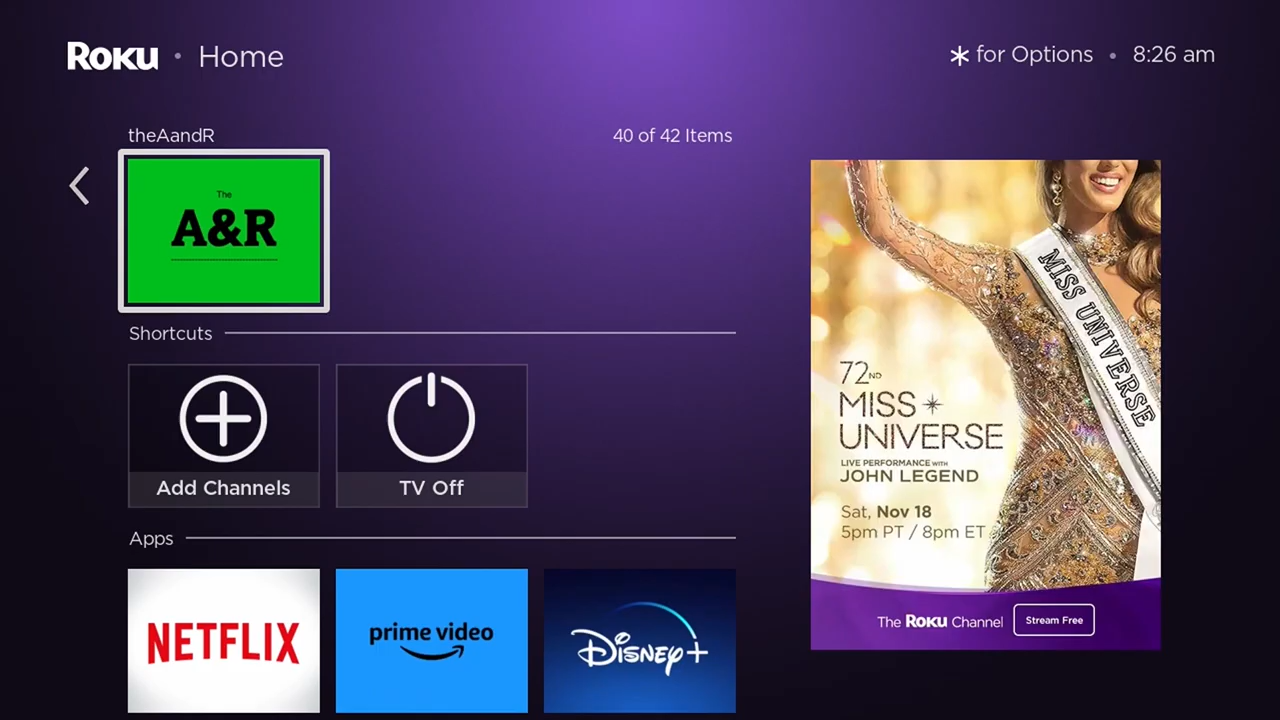 Roku • Home
* for Options • 8:26 am
theAandR
40 of 42 Items
The
A&R
Shortcuts
Add Channels
TV Off
Apps
NETFLIX
prime video
Disney+
MISS UNIVERSE
72ND
MISS
UNIVERSE
LIVE PERFORMANCE WITH
JOHN LEGEND
Sat, Nov 18
5pm PT / 8pm ET
The Roku Channel
Stream Free